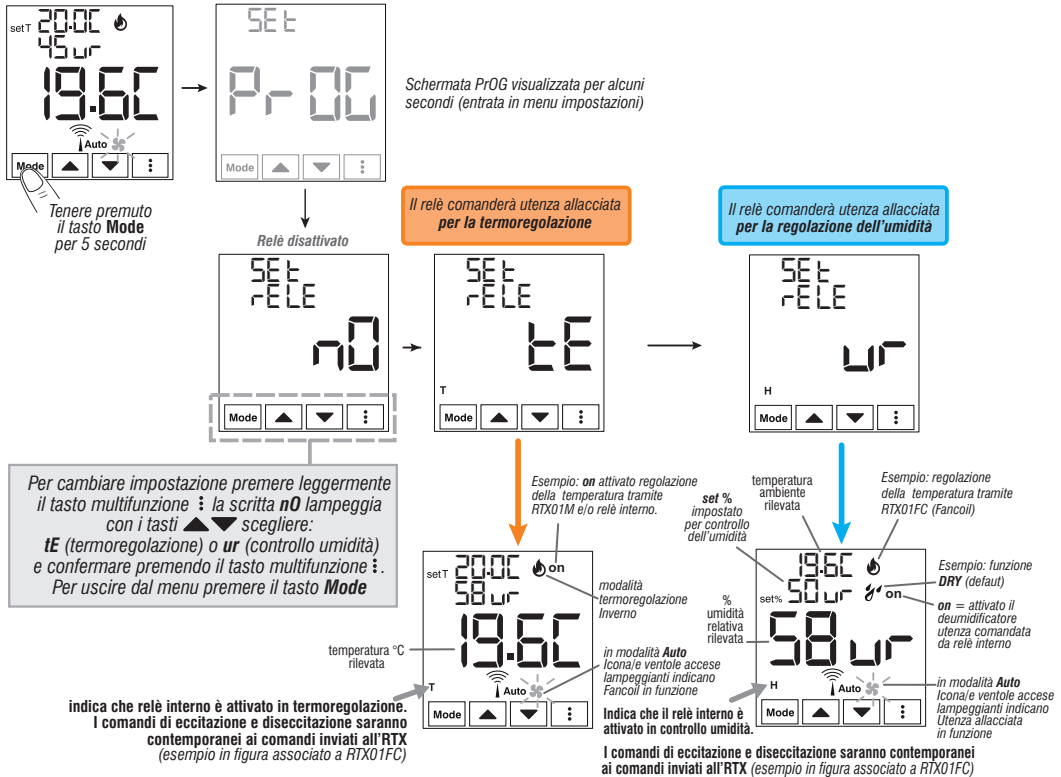 setT 20.0C
45ur
19.6C
Auto
Mode
Tenere premuto
il tasto Mode
per 5 secondi
SEt
PrOG
Mode
Schermata PrOG visualizzata per alcuni
secondi (entrata in menu impostazioni)
Relè disattivato
SEt
rELE
nO
Mode
Il relè comanderà utenza allacciata
per la termoregolazione
SEt
rELE
tE
T
Mode
Il relè comanderà utenza allacciata
per la regolazione dell'umidità
SEt
rELE
ur
H
Mode
Per cambiare impostazione premere leggermente
il tasto multifunzione ⋮ la scritta nO lampeggia
con i tasti ▲ ▼ scegliere:
tE (termoregolazione) o ur (controllo umidità)
e confermare premendo il tasto multifunzione ⋮.
Per uscire dal menu premere il tasto Mode
Esempio: on attivato regolazione
della temperatura tramite
RTX01M e/o relè interno.
setT 20.0C on
58ur
19.6C
T
Auto
Mode
modalità
termoregolazione
Inverno
temperatura °C
rilevata
in modalità Auto
Icona/e ventole accese
lampeggianti indicano
Fancoil in funzione
indica che relè interno è attivato in termoregolazione.
I comandi di eccitazione e diseccitazione saranno
contemporanei ai comandi inviati all'RTX
(esempio in figura associato a RTX01FC)
set %
impostato
per controllo
dell'umidità
temperatura
ambiente
rilevata
Esempio: regolazione
della temperatura tramite
RTX01FC (Fancoil)
19.6C
set% 50ur on
58ur
H
Auto
Mode
%
umidità
relativa
rilevata
Esempio: funzione
DRY (defaut)
on = attivato il
deumidificatore
utenza comandata
da relè interno
in modalità Auto
Icona/e ventole accese
lampeggianti indicano
Utenza allacciata
in funzione
Indica che il relè interno è
attivato in controllo umidità.
I comandi di eccitazione e diseccitazione saranno contemporanei
ai comandi inviati all'RTX (esempio in figura associato a RTX01FC)